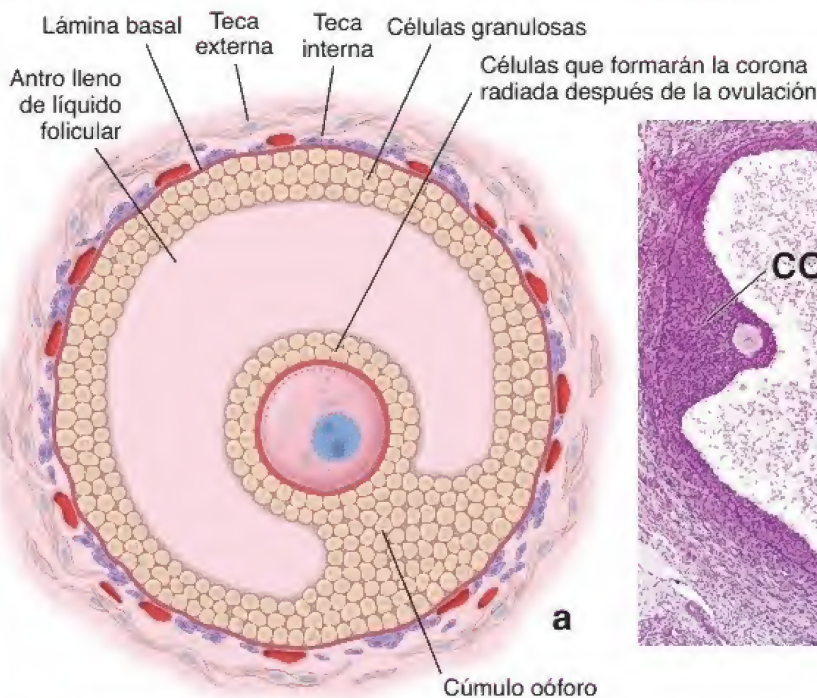 Lámina basal
Teca
externa
Teca
interna
Células granulosas
Antro lleno
de líquido
folicular
Células que formarán la corona
radiada después de la ovulación
CO
a
Cúmulo oóforo